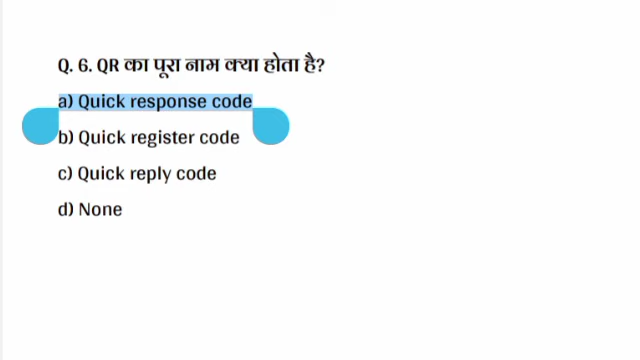 Q. 6. QR का पूरा नाम क्या होता है?
a) Quick response code
b) Quick register code
c) Quick reply code
d) None